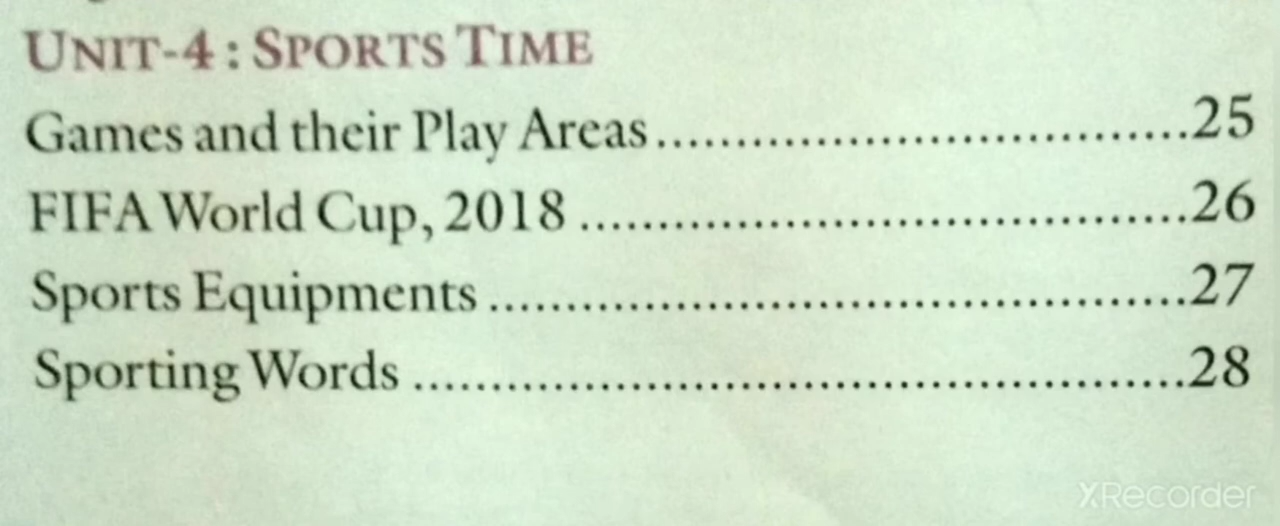 UNIT-4 : SPORTS TIME
Games and their Play Areas..................................25
FIFA World Cup, 2018 .......................................26
Sports Equipments.............................................27
Sporting Words ..................................................28
XRecorder